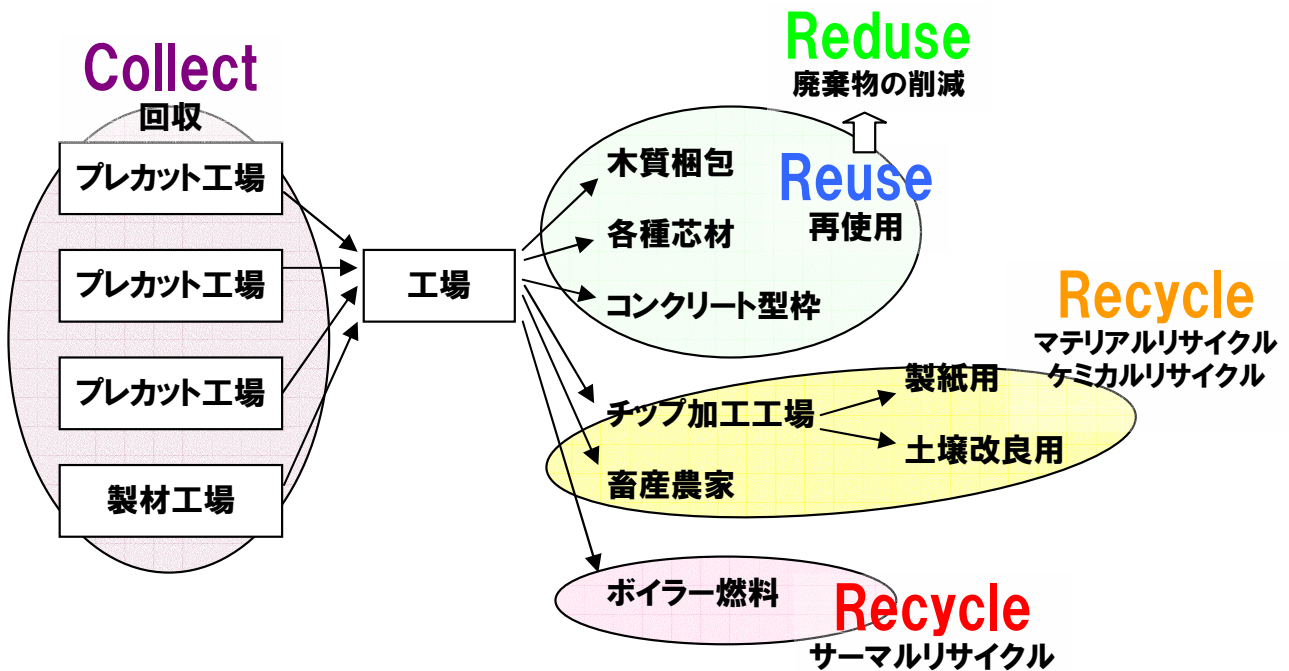 Collect
回収
プレカット工場
プレカット工場
プレカット工場
製材工場
工場
Reduse
廃棄物の削減
Reuse
再使用
木質梱包
各種芯材
コンクリート型枠
Recycle
マテリアルリサイクル
ケミカルリサイクル
チップ加工工場
製紙用
土壌改良用
畜産農家
ボイラー燃料
Recycle
サーマルリサイクル